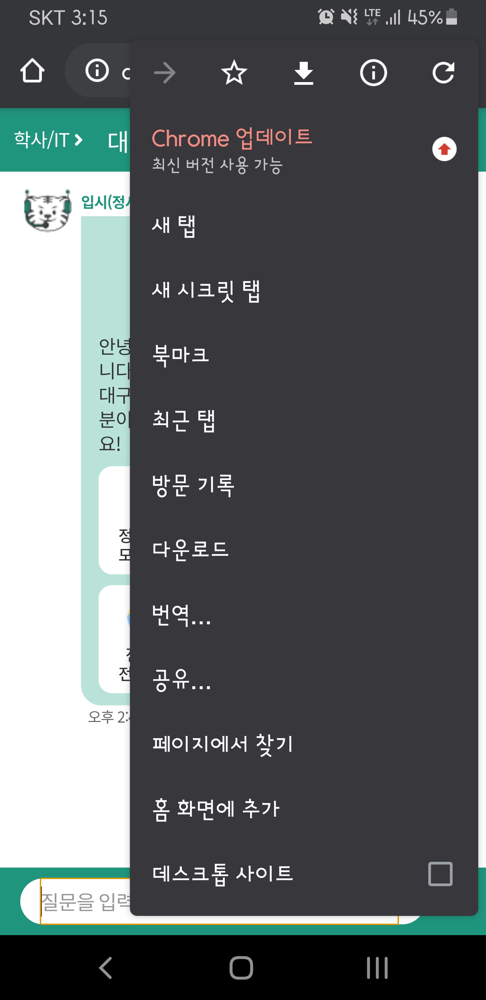 SKT 3:15
LTE
45%
학사/IT
Chrome 업데이트
최신 버전 사용 가능
새 탭
새 시크릿 탭
북마크
최근 탭
방문 기록
다운로드
번역...
공유...
페이지에서 찾기
홈 화면에 추가
데스크톱 사이트
대
입시(정
안녕
니다
대구
분이
요!
정
모
전
오후 2:
질문을 입력